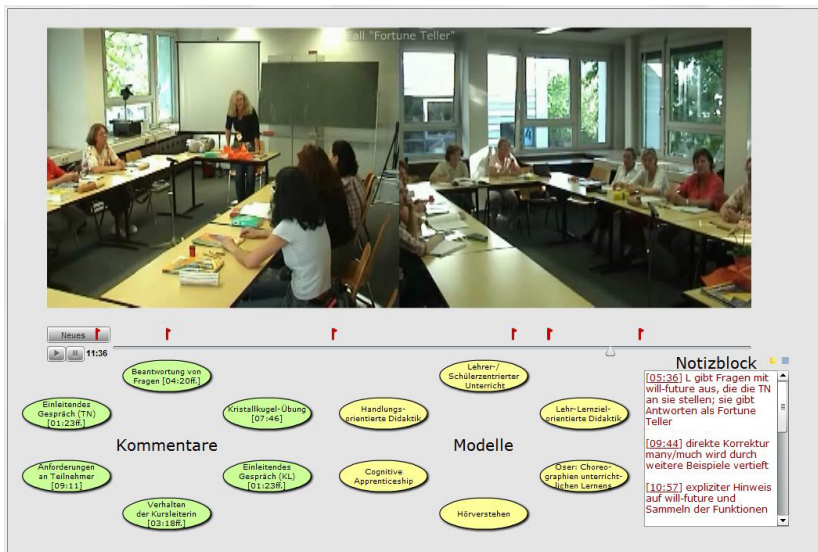 Fall "Fortune Teller"
Neues
11:36
Beantwortung von
Fragen [04:20ff.]
Einleitendes
Gespräch (TN)
[01:23ff.]
Kristallkugel-Übung
[07:46]
Kommentare
Anforderungen
an Teilnehmer
[09:11]
Einleitendes
Gespräch (KL)
[01:23ff.]
Verhalten
der Kursleiterin
[03:18ff.]
Lehrer-/
Schülerzentrierter
Unterricht
Handlungs-
orientierte Didaktik
Lehr-Lernziel-
orientierte Didaktik
Modelle
Cognitive
Apprenticeship
Oser: Choreo-
graphien unterricht-
lichen Lernens
Hörverstehen
Notizblock
[05:36] L gibt Fragen mit
will-future aus, die die TN
an sie stellen; sie gibt
Antworten als Fortune
Teller
[09:44] direkte Korrektur
many/much wird durch
weitere Beispiele vertieft
[10:57] expliziter Hinweis
auf will-future und
Sammeln der Funktionen